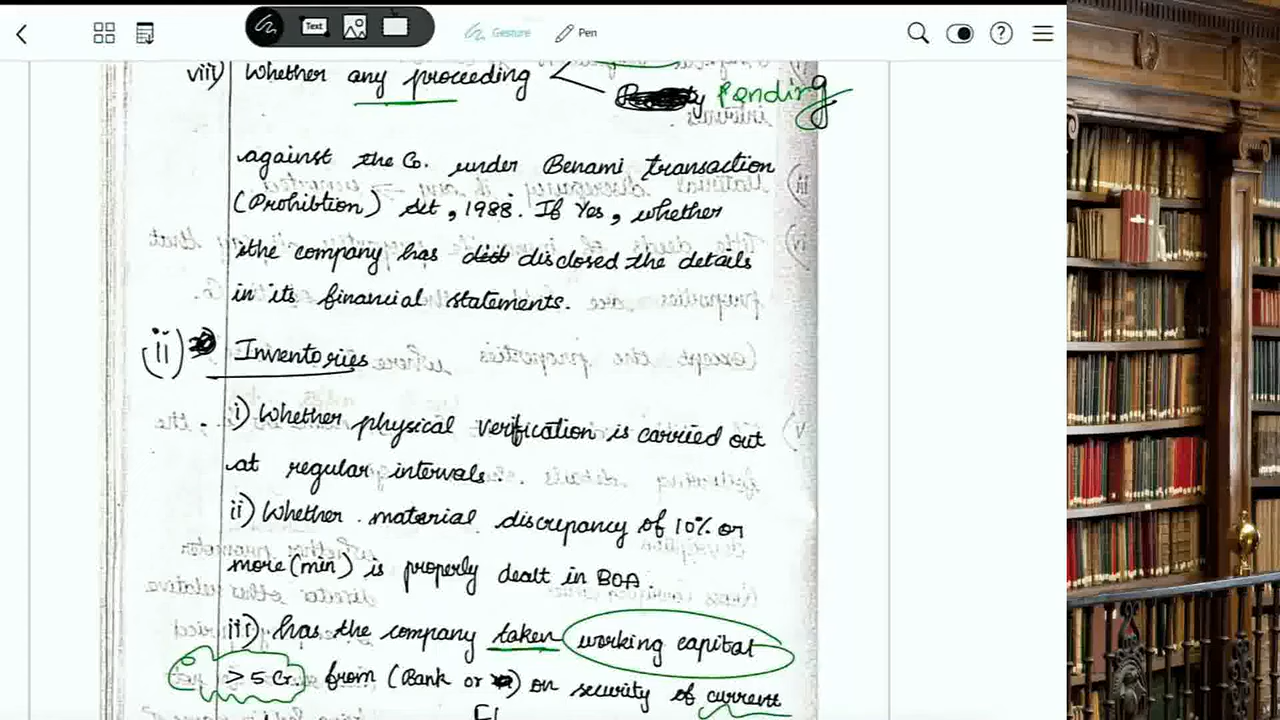 Text
Gesture
Pen
viii) Whether any proceeding
Pending
against the Co. under Benami transaction
(Prohibtion) Act, 1988. If Yes, whether
the company has disclosed the details
in its financial statements.
ii) Inventories
i) Whether physical verification is carried out
at regular intervals.
ii) Whether material discrepancy of 10% or
more (min) is properly dealt in BOA.
iii) has the company taken working capital
> 5 Cr. from (Bank or ) on security of current
FI